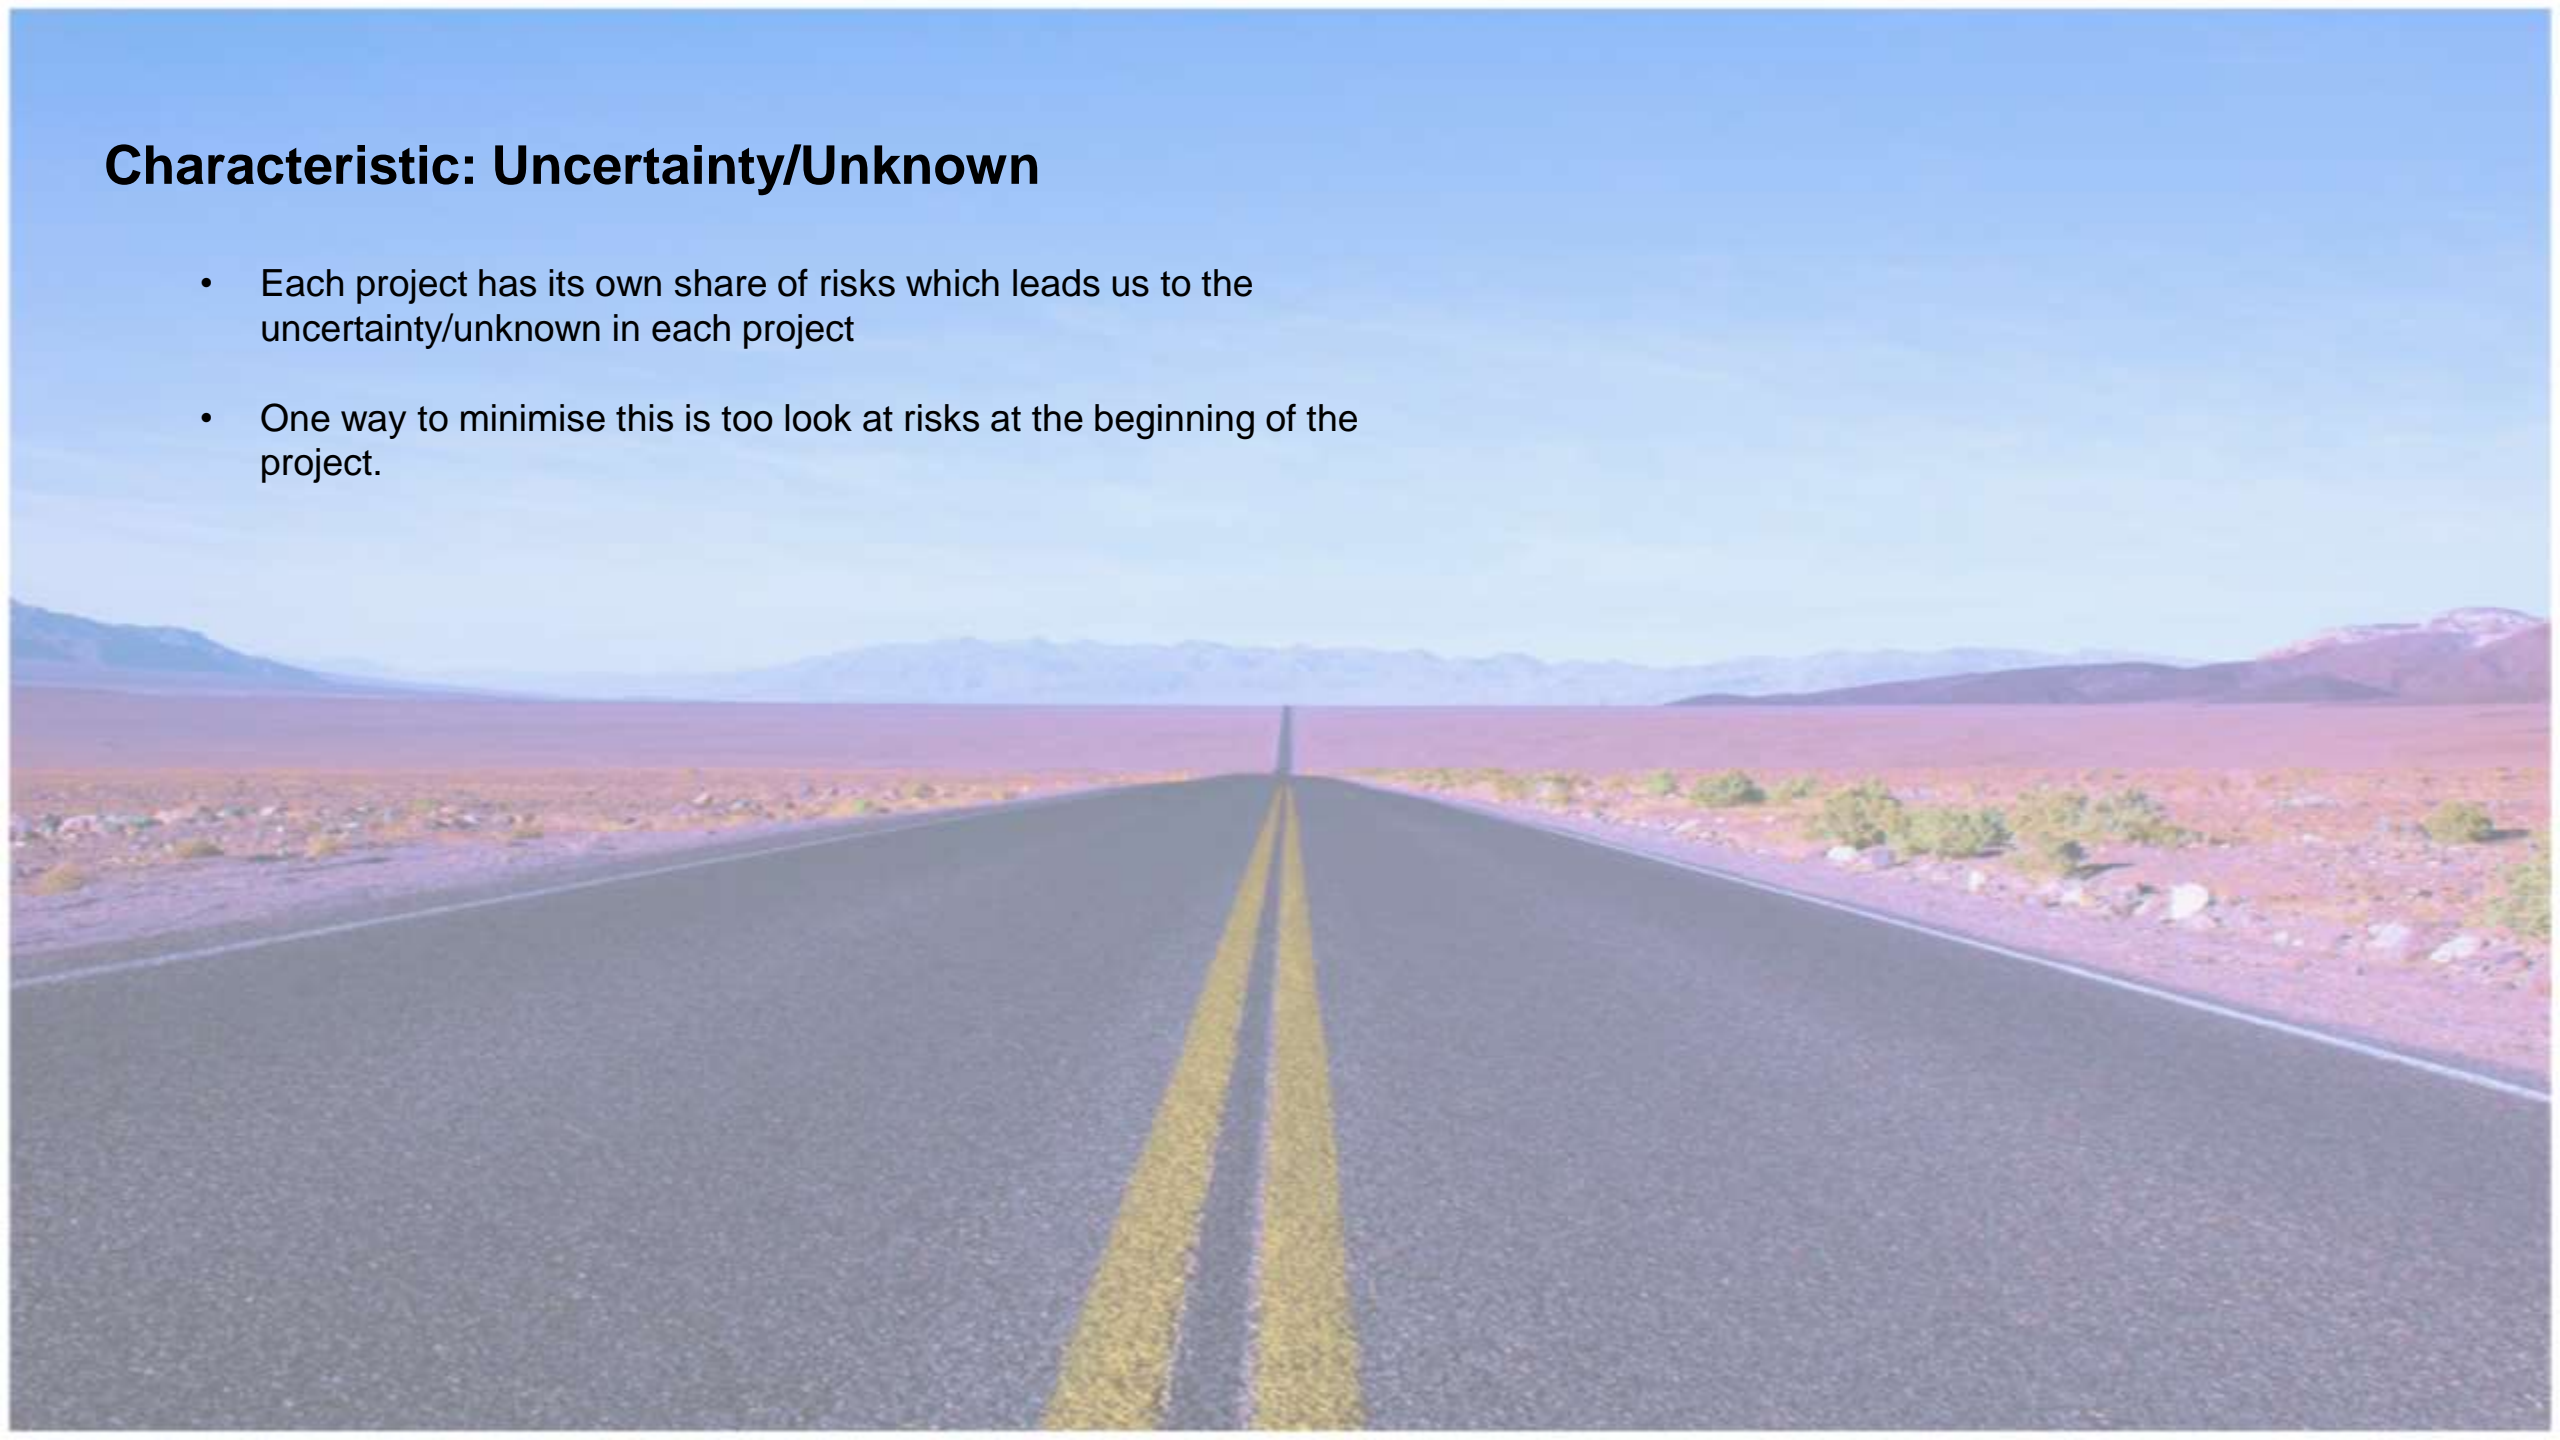 Characteristic: Uncertainty/Unknown
• Each project has its own share of risks which leads us to the
uncertainty/unknown in each project
• One way to minimise this is too look at risks at the beginning of the
project.